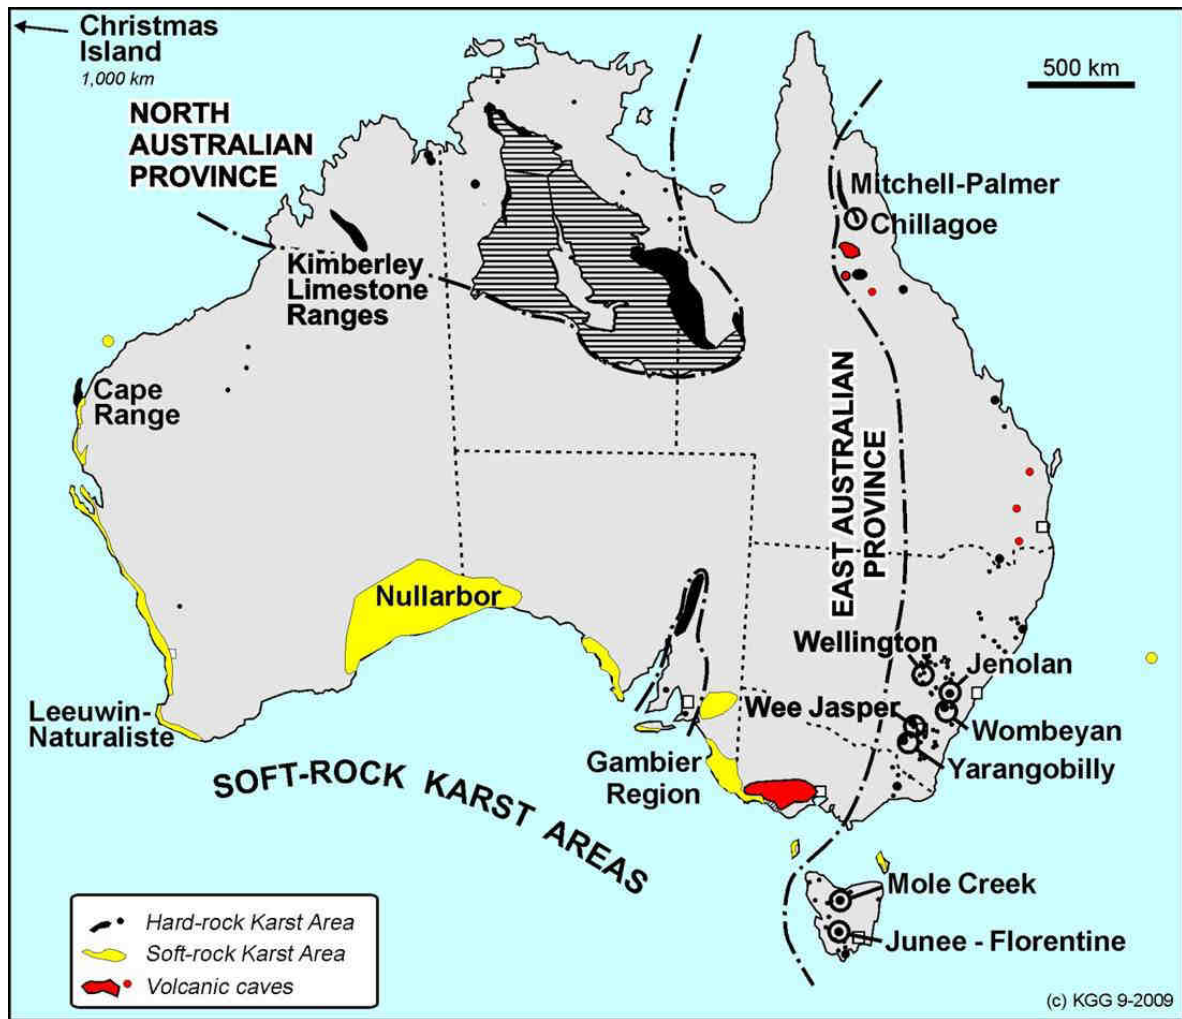 Christmas
Island
1,000 km
500 km
NORTH
AUSTRALIAN
PROVINCE
Mitchell-Palmer
Chillagoe
Kimberley
Limestone
Ranges
Cape
Range
EAST AUSTRALIAN
PROVINCE
Nullarbor
Wellington
Jenolan
Leeuwin-
Naturaliste
Wee Jasper
Wombeyan
Yarangobilly
Gambier
Region
SOFT-ROCK KARST AREAS
Mole Creek
Junee - Florentine
Hard-rock Karst Area
Soft-rock Karst Area
Volcanic caves
(c) KGG 9-2009